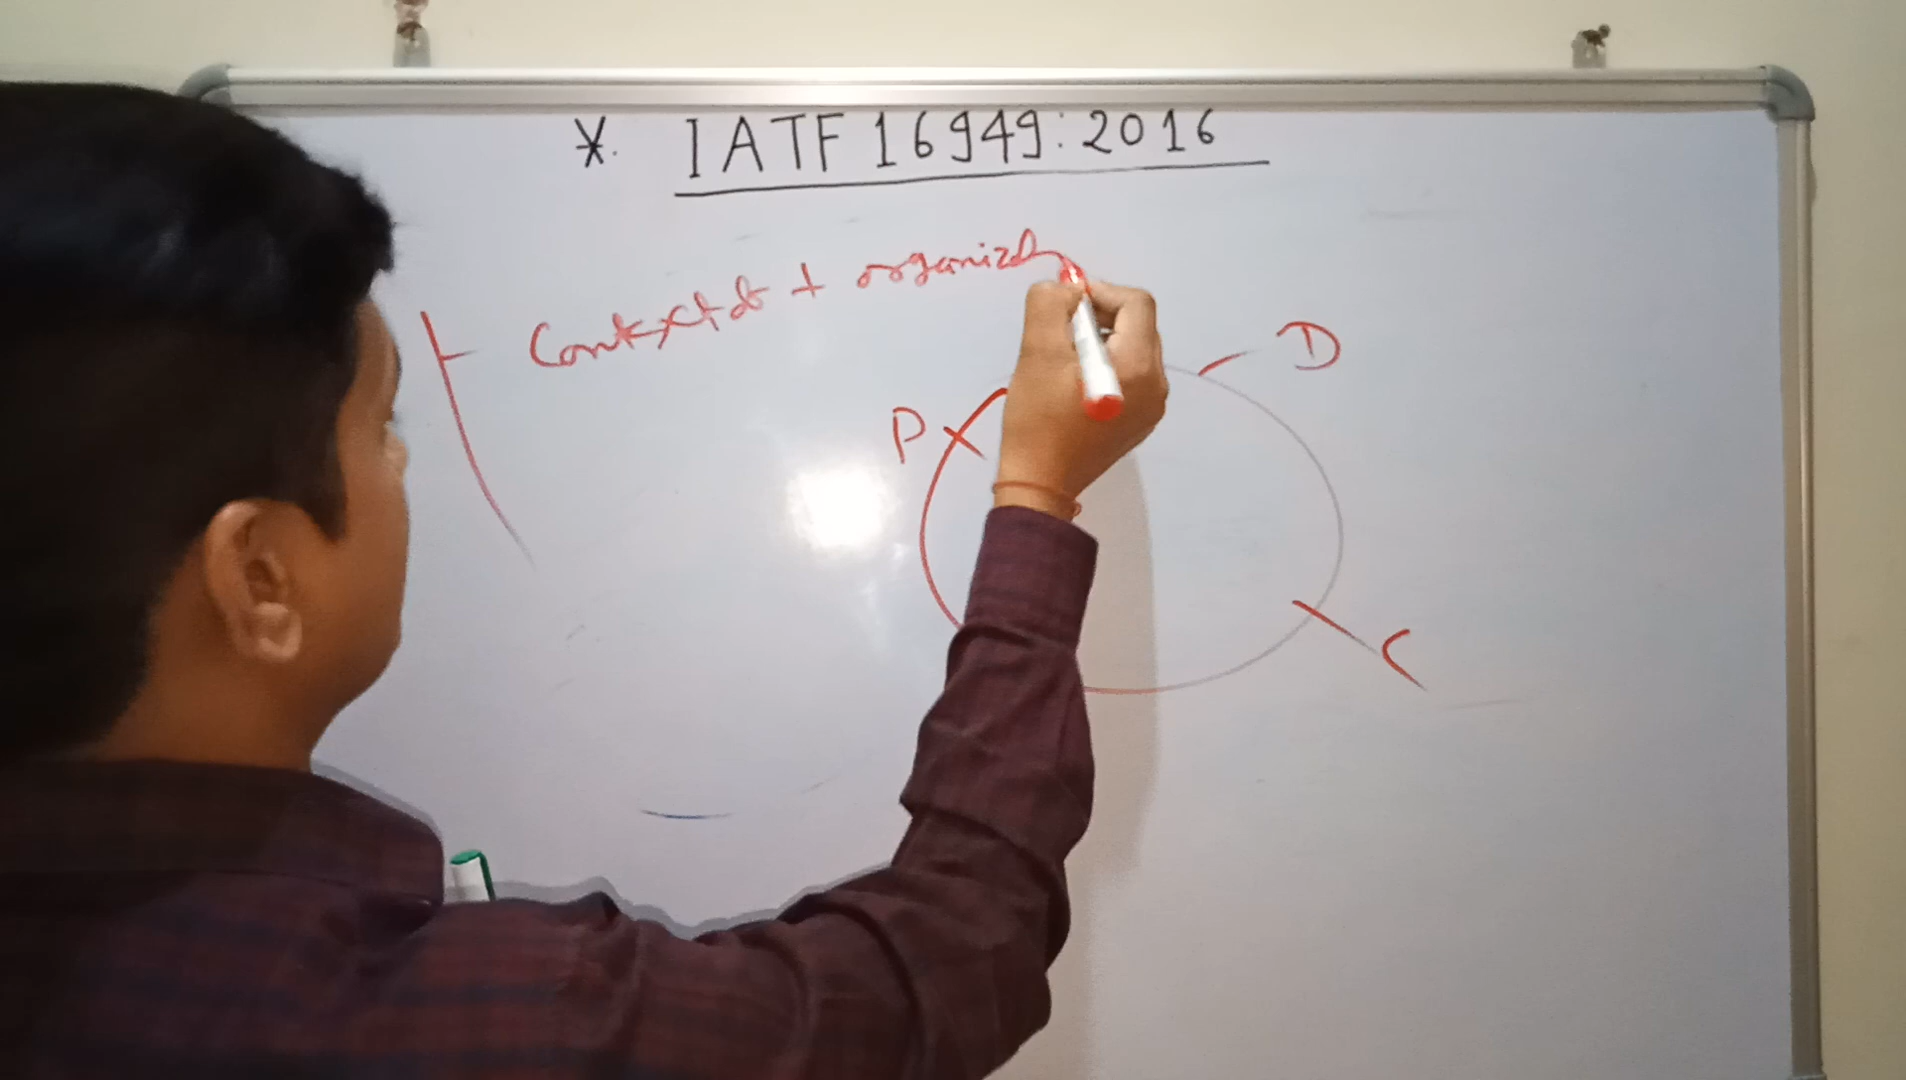 * IATF 16949:2016
Context of + organizat
D
P
C